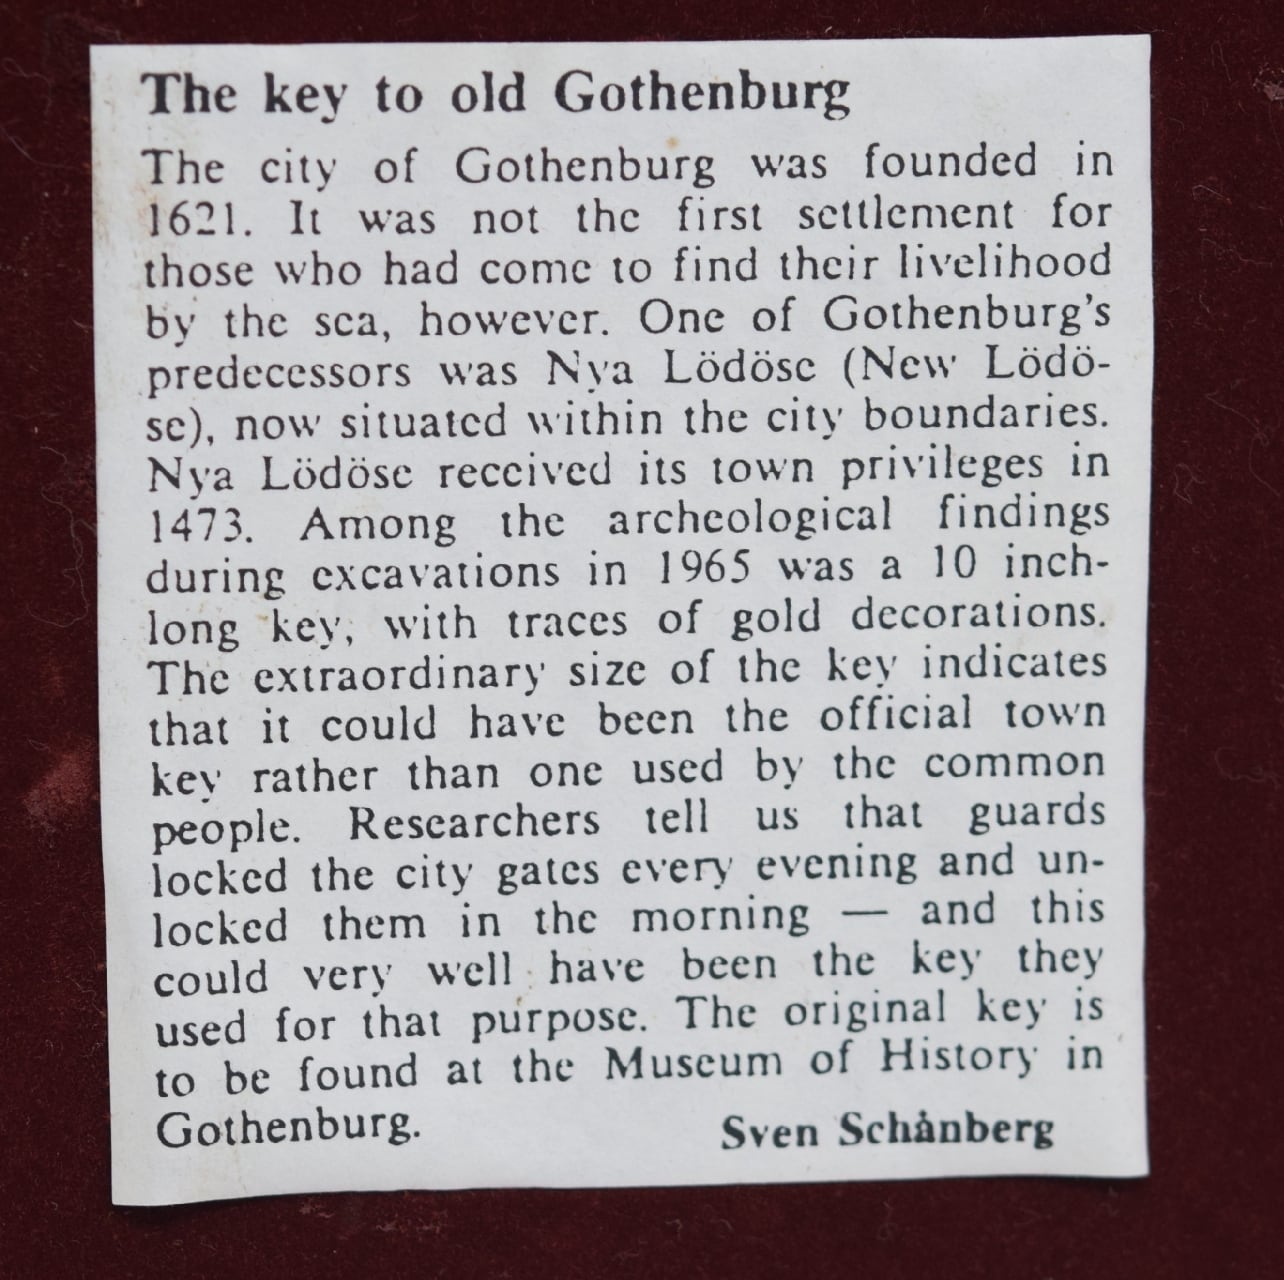 The key to old Gothenburg
The city of Gothenburg was founded in
1621. It was not the first settlement for
those who had come to find their livelihood
by the sea, however. One of Gothenburg's
predecessors was Nya Lödöse (New Lödö-
se), now situated within the city boundaries.
Nya Lödöse received its town privileges in
1473. Among the archeological findings
during excavations in 1965 was a 10 inch-
long key, with traces of gold decorations.
The extraordinary size of the key indicates
that it could have been the official town
key rather than one used by the common
people. Researchers tell us that guards
locked the city gates every evening and un-
locked them in the morning — and this
could very well have been the key they
used for that purpose. The original key is
to be found at the Museum of History in
Gothenburg. Sven Schånberg